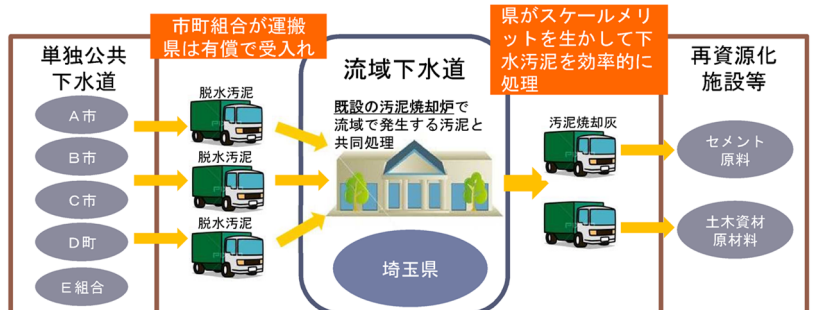 市町組合が運搬
県は有償で受入れ
県がスケールメリ
ットを生かして下
水汚泥を効率的に
処理
単独公共
下水道
A市
B市
C市
D町
E組合
脱水汚泥
脱水汚泥
脱水汚泥
流域下水道
既設の汚泥焼却炉で
流域で発生する汚泥と
共同処理
埼玉県
汚泥焼却灰
再資源化
施設等
セメント
原料
土木資材
原材料